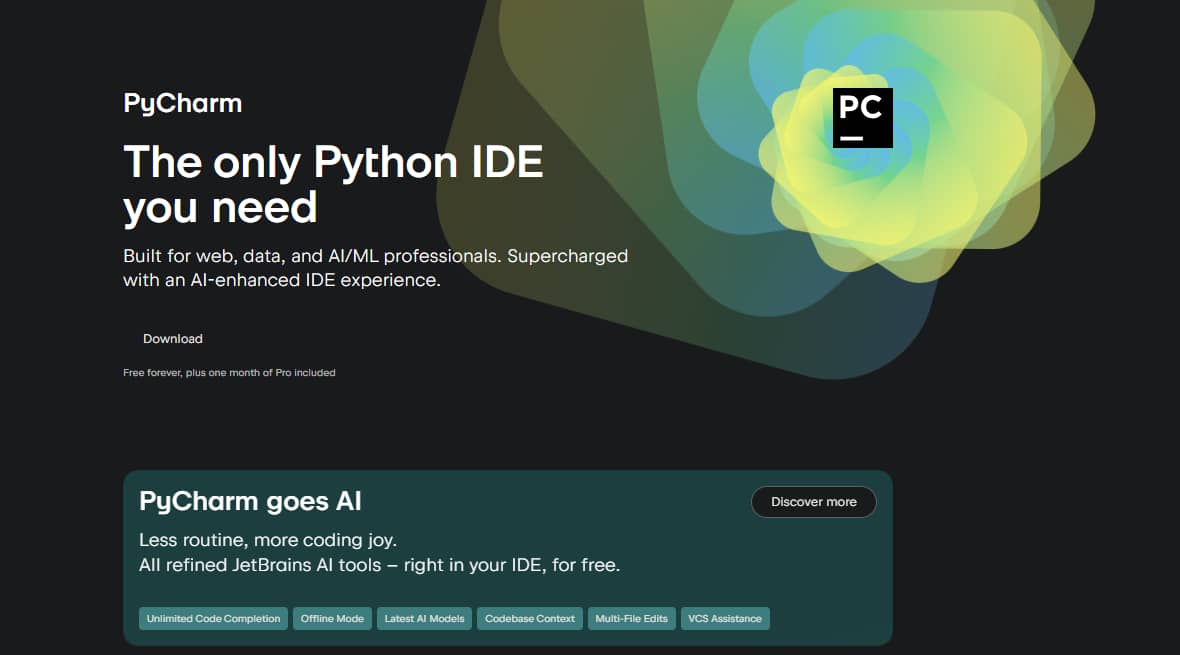 PyCharm
PC
The only Python IDE
you need
Built for web, data, and AI/ML professionals. Supercharged
with an AI-enhanced IDE experience.
Download
Free forever, plus one month of Pro included
PyCharm goes AI
Discover more
Less routine, more coding joy.
All refined JetBrains AI tools – right in your IDE, for free.
Unlimited Code Completion
Offline Mode
Latest AI Models
Codebase Context
Multi-File Edits
VCS Assistance